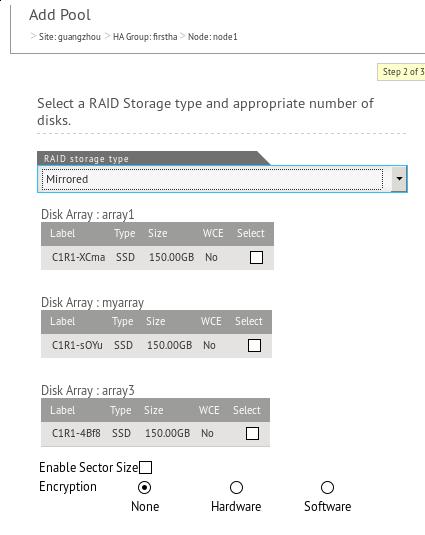 Add Pool
> Site: guangzhou > HA Group: firstha > Node: node1
Step 2 of 3
Select a RAID Storage type and appropriate number of
disks.
RAID storage type
Mirrored
Disk Array : array1
Label Type Size WCE Select
C1R1-XCma SSD 150.00GB No
Disk Array : myarray
Label Type Size WCE Select
C1R1-sOYu SSD 150.00GB No
Disk Array : array3
Label Type Size WCE Select
C1R1-4Bf8 SSD 150.00GB No
Enable Sector Size
Encryption
None Hardware Software